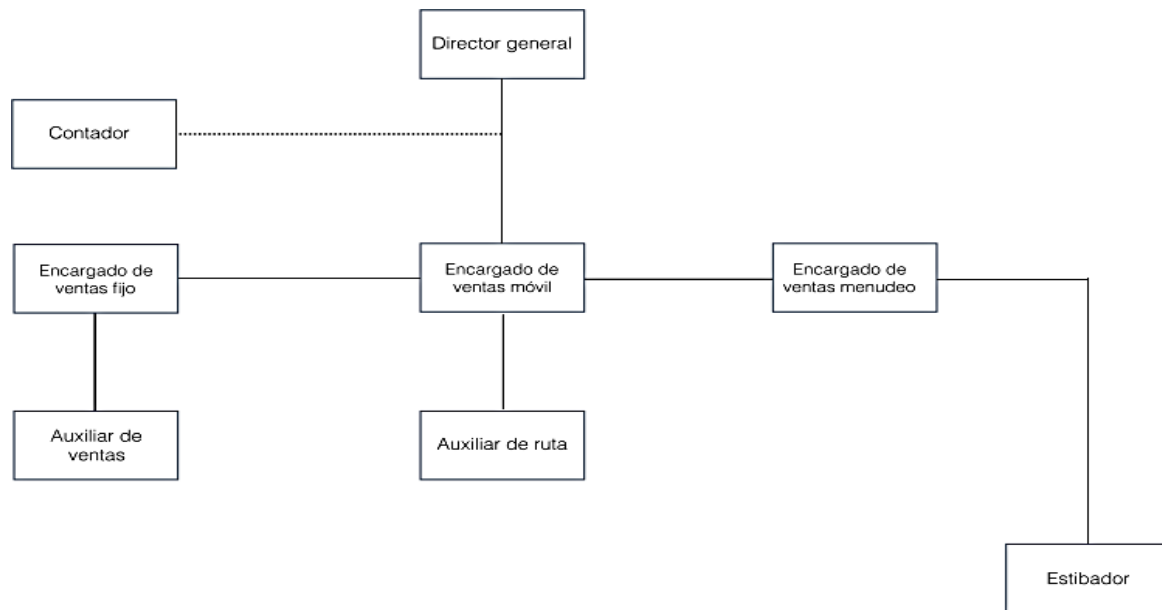 Director general
Contador
Encargado de
ventas fijo
Encargado de
ventas móvil
Encargado de
ventas menudeo
Auxiliar de
ventas
Auxiliar de ruta
Estibador